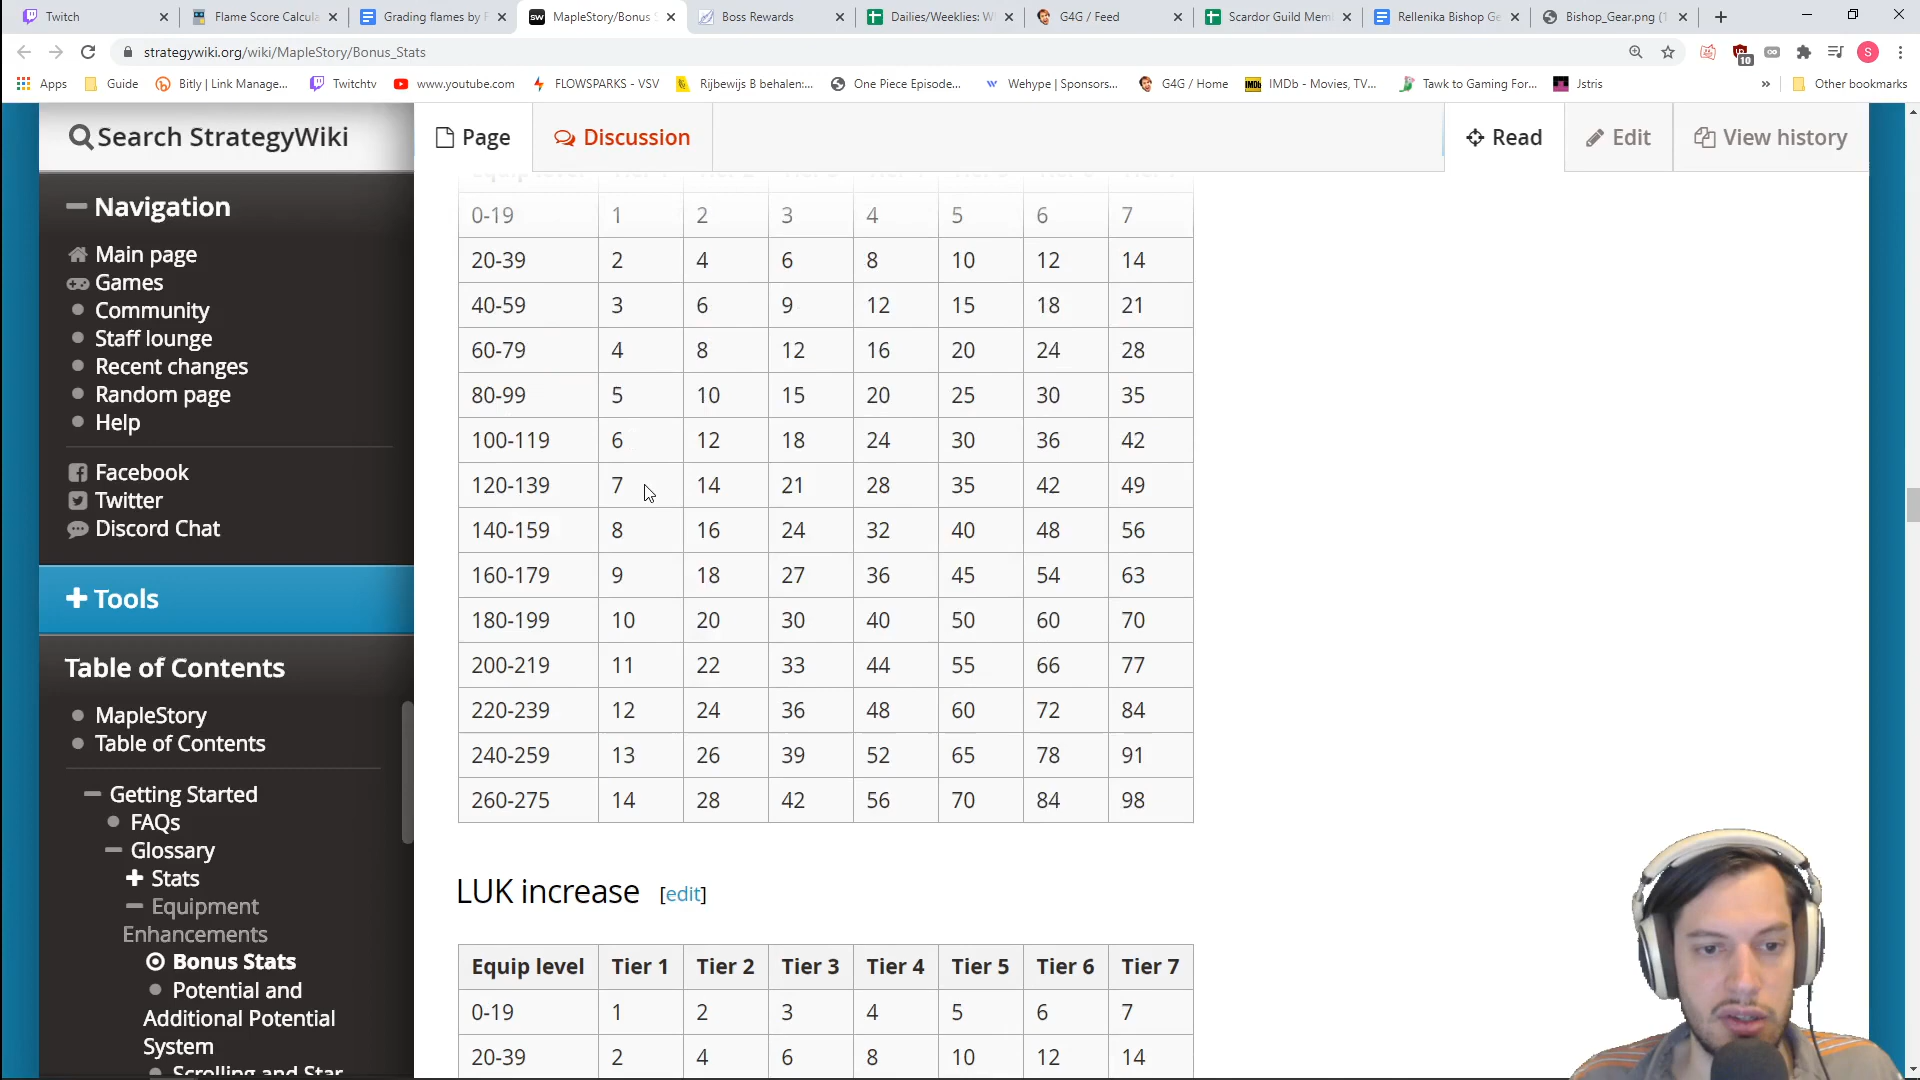 Twitch
Flame Score Calcula
Grading flames by F
MapleStory/Bonus S
Boss Rewards
Dailies/Weeklies: W
G4G / Feed
Scardor Guild Mem
Rellenika Bishop Ge
Bishop_Gear.png (1
strategywiki.org/wiki/MapleStory/Bonus_Stats
10
S
Apps
Guide
Bitly | Link Manage...
Twitchtv
www.youtube.com
FLOWSPARKS - VSV
Rijbewijs B behalen:...
One Piece Episode...
Wehype | Sponsors...
G4G / Home
IMDb - Movies, TV...
Tawk to Gaming For...
Jstris
»
Other bookmarks
Search StrategyWiki
Page
Discussion
Read
Edit
View history
Navigation
Main page
Games
Community
Staff lounge
Recent changes
Random page
Help
Facebook
Twitter
Discord Chat
Tools
Table of Contents
MapleStory
Table of Contents
Getting Started
FAQs
Glossary
Stats
Equipment
Enhancements
Bonus Stats
Potential and
Additional Potential
System
Scrolling and Star
0-19 1 2 3 4 5 6 7
20-39 2 4 6 8 10 12 14
40-59 3 6 9 12 15 18 21
60-79 4 8 12 16 20 24 28
80-99 5 10 15 20 25 30 35
100-119 6 12 18 24 30 36 42
120-139 7 14 21 28 35 42 49
140-159 8 16 24 32 40 48 56
160-179 9 18 27 36 45 54 63
180-199 10 20 30 40 50 60 70
200-219 11 22 33 44 55 66 77
220-239 12 24 36 48 60 72 84
240-259 13 26 39 52 65 78 91
260-275 14 28 42 56 70 84 98
LUK increase [edit]
Equip level Tier 1 Tier 2 Tier 3 Tier 4 Tier 5 Tier 6 Tier 7
0-19 1 2 3 4 5 6 7
20-39 2 4 6 8 10 12 14